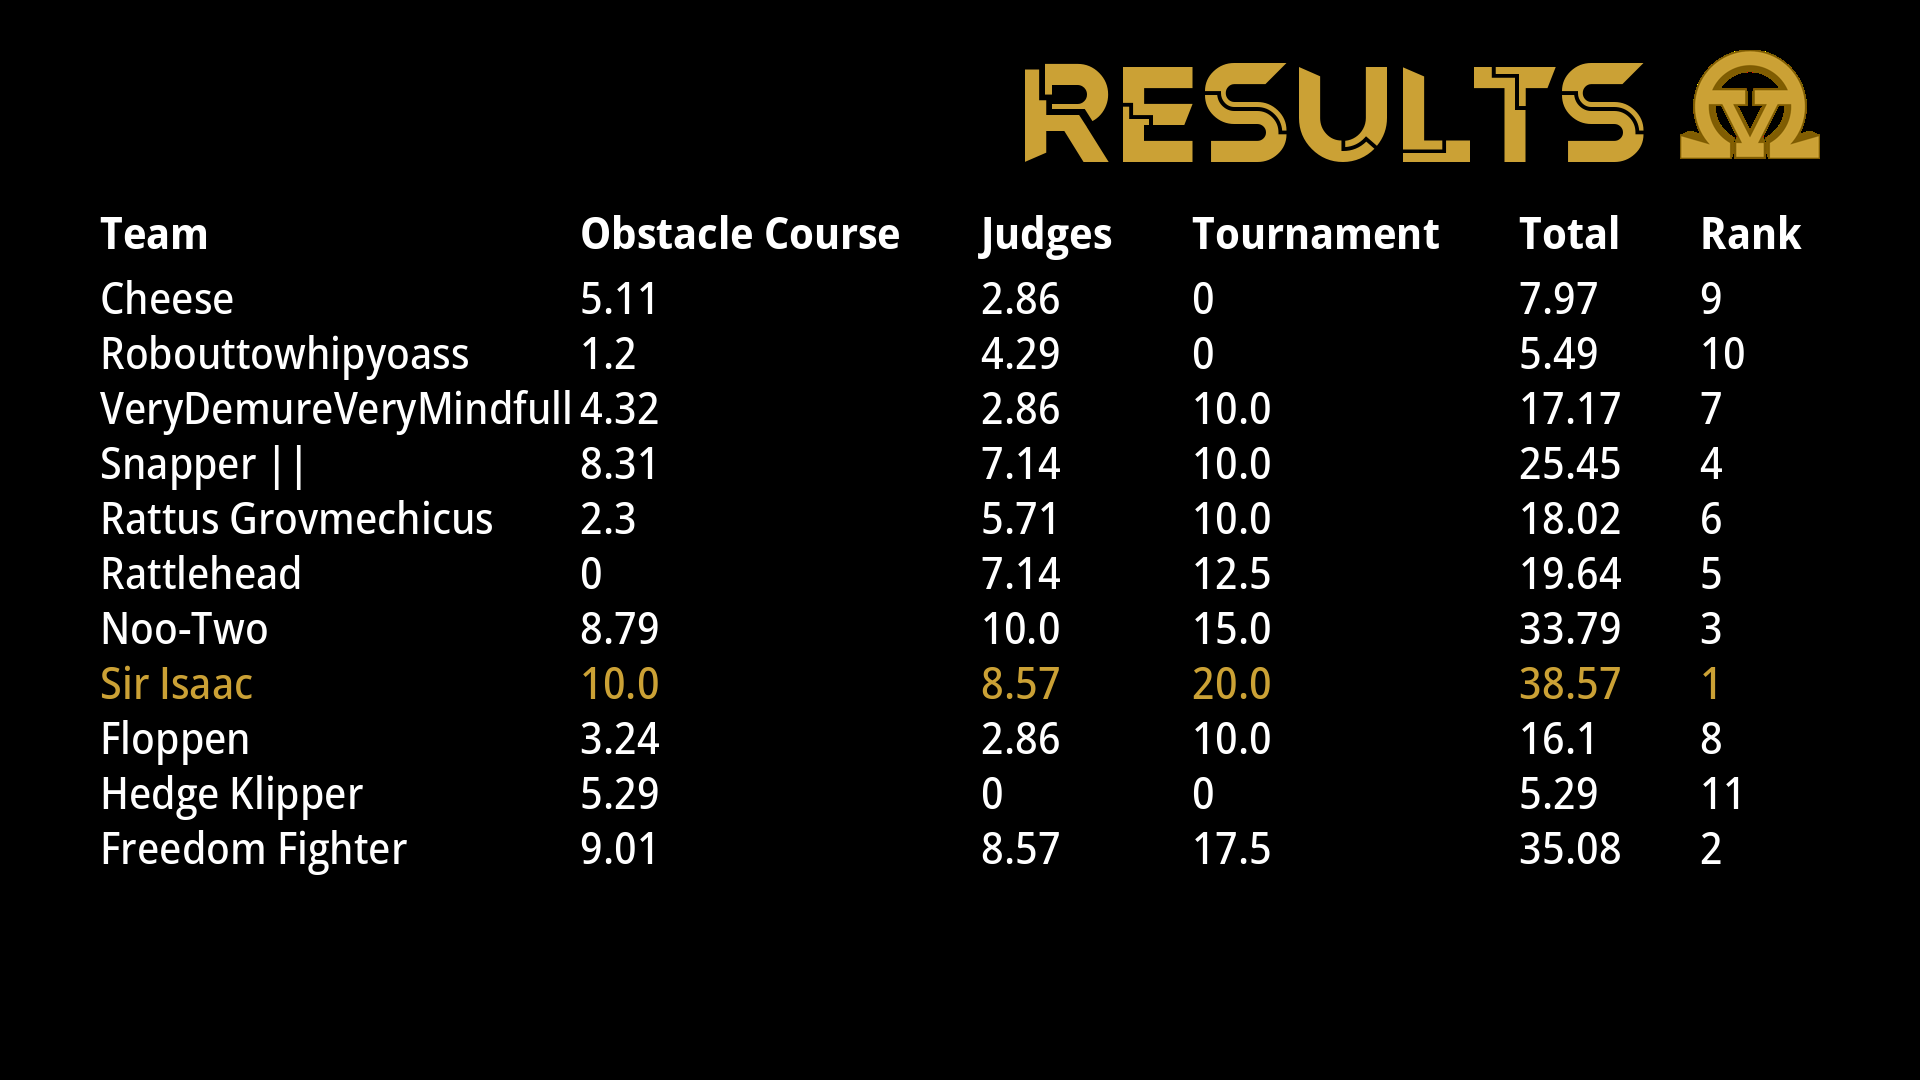 RESULTS
Team Obstacle Course Judges Tournament Total Rank
Cheese 5.11 2.86 0 7.97 9
Robouttowhipyoass 1.2 4.29 0 5.49 10
VeryDemureVeryMindfull 4.32 2.86 10.0 17.17 7
Snapper || 8.31 7.14 10.0 25.45 4
Rattus Grovmechicus 2.3 5.71 10.0 18.02 6
Rattlehead 0 7.14 12.5 19.64 5
Noo-Two 8.79 10.0 15.0 33.79 3
Sir Isaac 10.0 8.57 20.0 38.57 1
Floppen 3.24 2.86 10.0 16.1 8
Hedge Klipper 5.29 0 0 5.29 11
Freedom Fighter 9.01 8.57 17.5 35.08 2